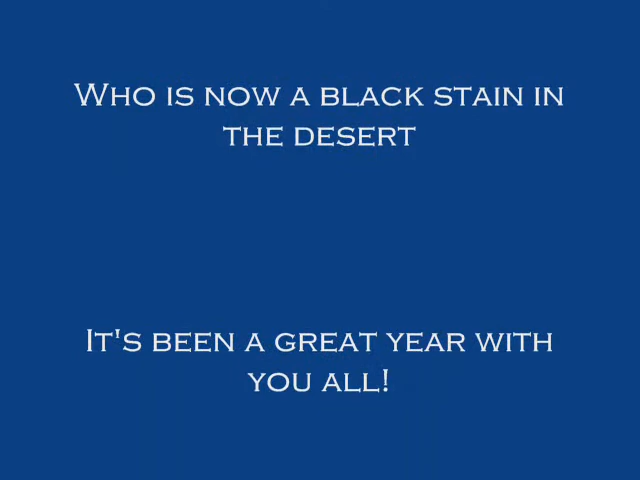 Who is now a black stain in
the desert
It's been a great year with
you all!